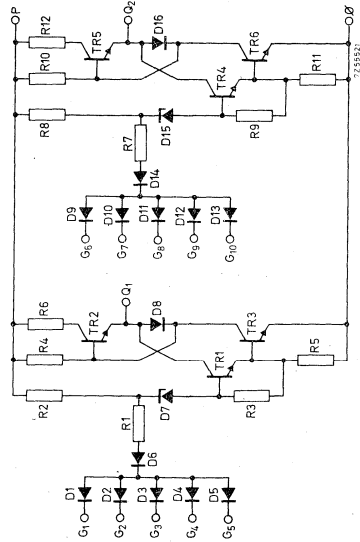 P
R2
R4
R6
R8
R10
R12
G1
D1
TR2
Q1
G6
D9
TR5
Q2
G2
D2
D6
R1
G7
D10
D14
R7
G3
D3
D7
D8
G8
D11
D15
D16
G4
D4
TR1
G9
D12
TR4
G5
D5
R3
TR3
G10
D13
R9
TR6
R5
R11
Ø
7Z55521